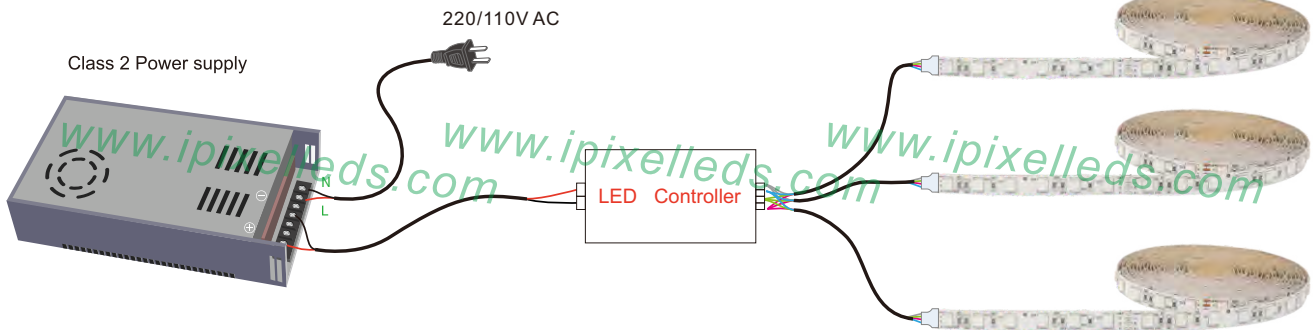 220/110V AC
Class 2 Power supply
www.ipixelleds.com
www.ipixelleds.com
www.ipixelleds.com
N
L
LED Controller